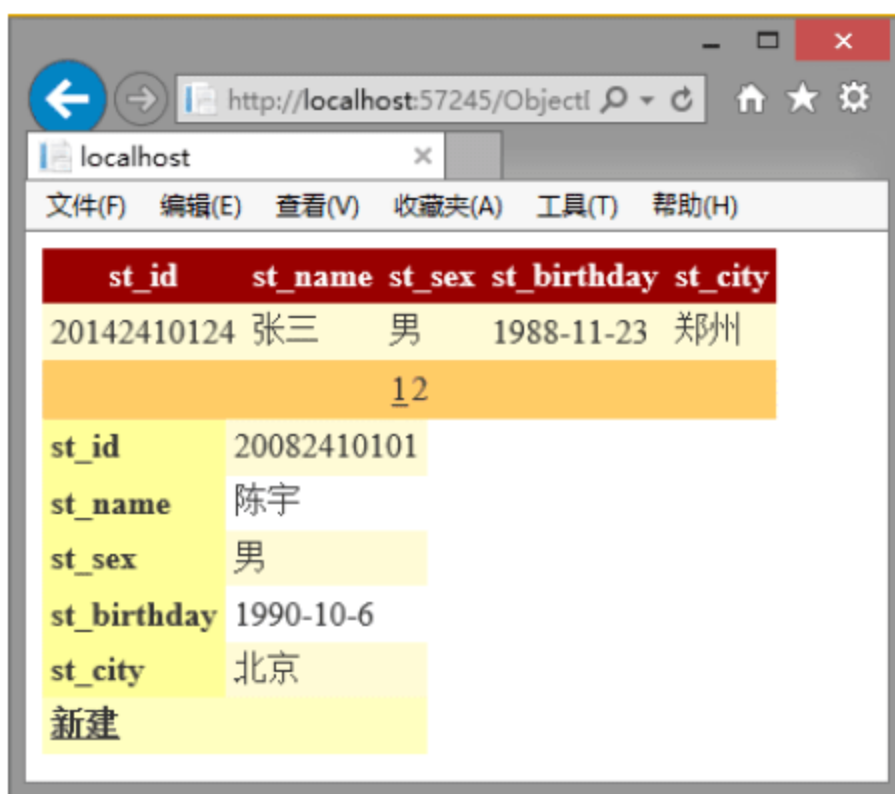 http://localhost:57245/Object
localhost
文件(F) 编辑(E) 查看(V) 收藏夹(A) 工具(T) 帮助(H)
st_id st_name st_sex st_birthday st_city
20142410124 张三 男 1988-11-23 郑州
12
st_id 20082410101
st_name 陈宇
st_sex 男
st_birthday 1990-10-6
st_city 北京
新建